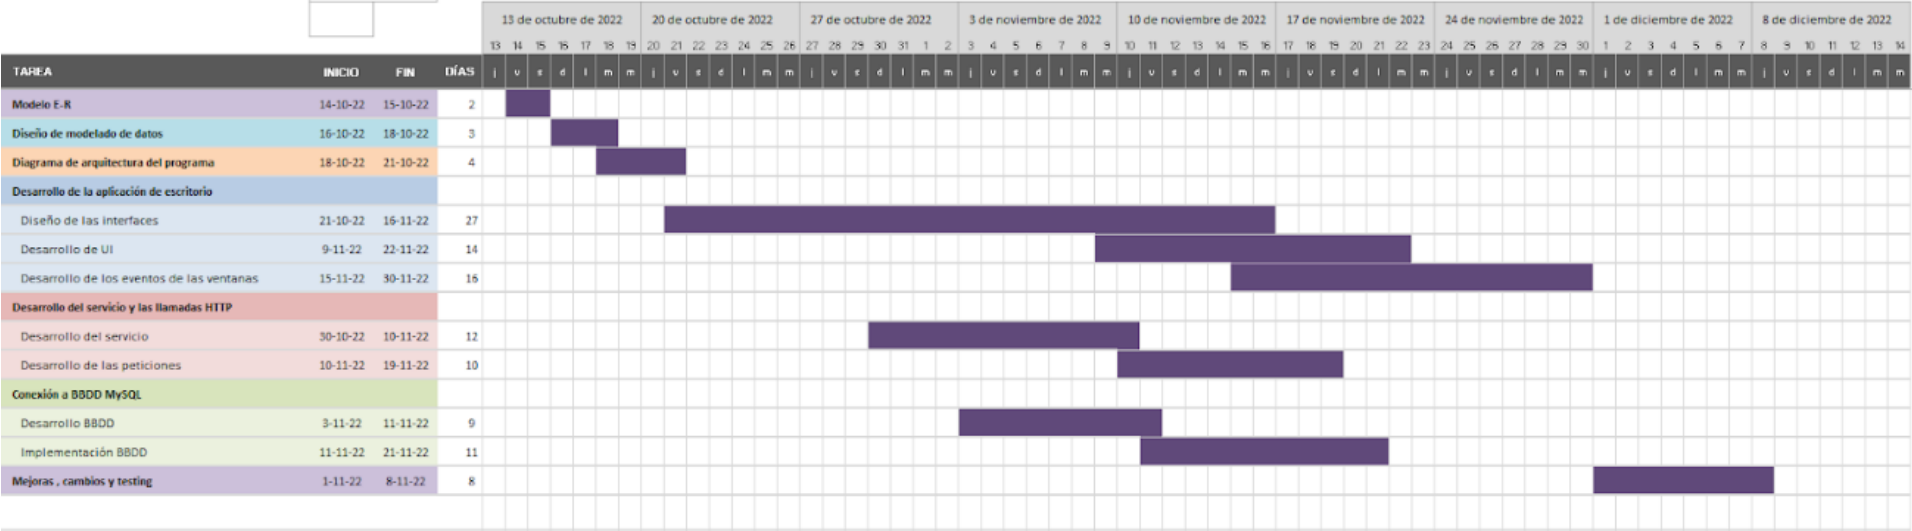 13 de octubre de 2022 20 de octubre de 2022 27 de octubre de 2022 3 de noviembre de 2022 10 de noviembre de 2022 17 de noviembre de 2022 24 de noviembre de 2022 1 de diciembre de 2022 8 de diciembre de 2022
13 14 15 16 17 18 19 20 21 22 23 24 25 26 27 28 29 30 31 1 2 3 4 5 6 7 8 9 10 11 12 13 14 15 16 17 18 19 20 21 22 23 24 25 26 27 28 29 30 1 2 3 4 5 6 7 8 9 10 11 12 13 14
TAREA INICIO FIN DÍAS j v s d l m m j v s d l m m j v s d l m m j v s d l m m j v s d l m m j v s d l m m j v s d l m m j v s d l m m j v s d l m m
Modelo E-R 14-10-22 15-10-22 2
Diseño de modelado de datos 16-10-22 18-10-22 3
Diagrama de arquitectura del programa 18-10-22 21-10-22 4
Desarrollo de la aplicación de escritorio
Diseño de las interfaces 21-10-22 16-11-22 27
Desarrollo de UI 9-11-22 22-11-22 14
Desarrollo de los eventos de las ventanas 15-11-22 30-11-22 16
Desarrollo del servicio y las llamadas HTTP
Desarrollo del servicio 30-10-22 10-11-22 12
Desarrollo de las peticiones 10-11-22 19-11-22 10
Conexión a BBDD MySQL
Desarrollo BBDD 3-11-22 11-11-22 9
Implementación BBDD 11-11-22 21-11-22 11
Mejoras , cambios y testing 1-11-22 8-11-22 8